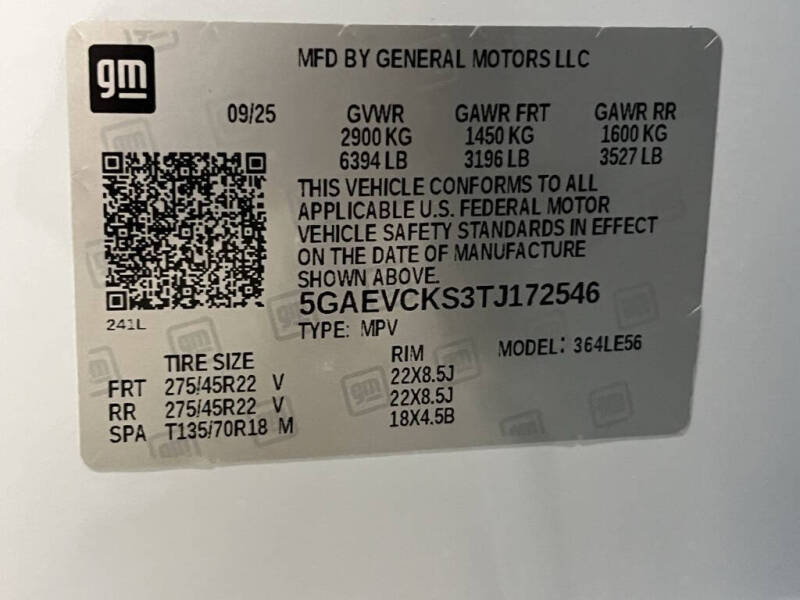 gm
MFD BY GENERAL MOTORS LLC
09/25 GVWR GAWR FRT GAWR RR
2900 KG 1450 KG 1600 KG
6394 LB 3196 LB 3527 LB
THIS VEHICLE CONFORMS TO ALL
APPLICABLE U.S. FEDERAL MOTOR
VEHICLE SAFETY STANDARDS IN EFFECT
ON THE DATE OF MANUFACTURE
SHOWN ABOVE.
5GAEVCKS3TJ172546
241L
TYPE: MPV MODEL: 364LE56
TIRE SIZE RIM
FRT 275/45R22 V 22X8.5J
RR 275/45R22 V 22X8.5J
SPA T135/70R18 M 18X4.5B